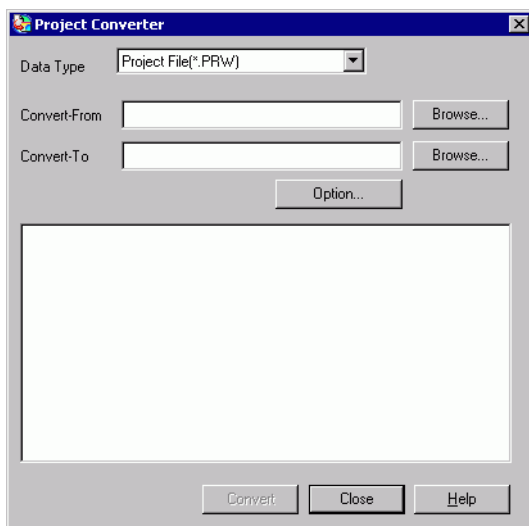 Project Converter
Data Type Project File(*.PRW)
Convert-From Browse...
Convert-To Browse...
Option...
Convert Close Help